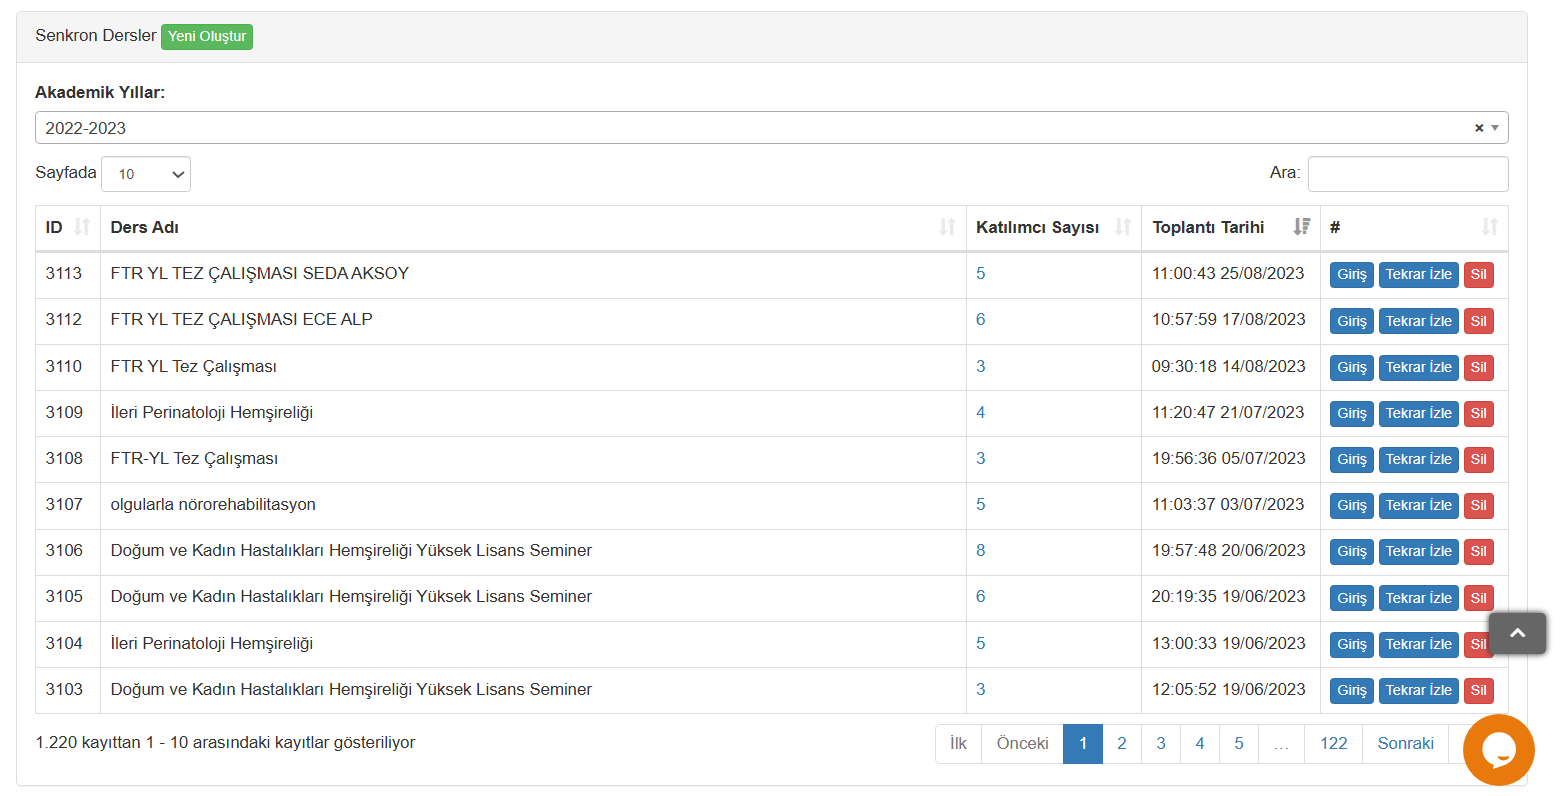 Senkron Dersler Yeni Oluştur
Akademik Yıllar:
2022-2023 × 
Sayfada 10 Ara:
ID Ders Adı Katılımcı Sayısı Toplantı Tarihi #
3113 FTR YL TEZ ÇALIŞMASI SEDA AKSOY 5 11:00:43 25/08/2023 Giriş Tekrar İzle Sil
3112 FTR YL TEZ ÇALIŞMASI ECE ALP 6 10:57:59 17/08/2023 Giriş Tekrar İzle Sil
3110 FTR YL Tez Çalışması 3 09:30:18 14/08/2023 Giriş Tekrar İzle Sil
3109 İleri Perinatoloji Hemşireliği 4 11:20:47 21/07/2023 Giriş Tekrar İzle Sil
3108 FTR-YL Tez Çalışması 3 19:56:36 05/07/2023 Giriş Tekrar İzle Sil
3107 olgularla nörorehabilitasyon 5 11:03:37 03/07/2023 Giriş Tekrar İzle Sil
3106 Doğum ve Kadın Hastalıkları Hemşireliği Yüksek Lisans Seminer 8 19:57:48 20/06/2023 Giriş Tekrar İzle Sil
3105 Doğum ve Kadın Hastalıkları Hemşireliği Yüksek Lisans Seminer 6 20:19:35 19/06/2023 Giriş Tekrar İzle Sil
3104 İleri Perinatoloji Hemşireliği 5 13:00:33 19/06/2023 Giriş Tekrar İzle Sil
3103 Doğum ve Kadın Hastalıkları Hemşireliği Yüksek Lisans Seminer 3 12:05:52 19/06/2023 Giriş Tekrar İzle Sil
1.220 kayıttan 1 - 10 arasındaki kayıtlar gösteriliyor İlk Önceki 1 2 3 4 5 … 122 Sonraki